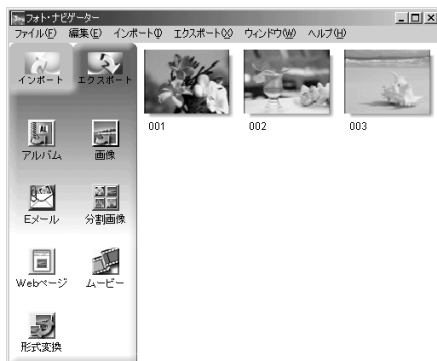 フォト・ナビゲーター
ファイル(F) 編集(E) インポート(I) エクスポート(X) ウィンドウ(W) ヘルプ(H)
インポート エクスポート
001 002 003
アルバム 画像
Eメール 分割画像
Webページ ムービー
形式変換